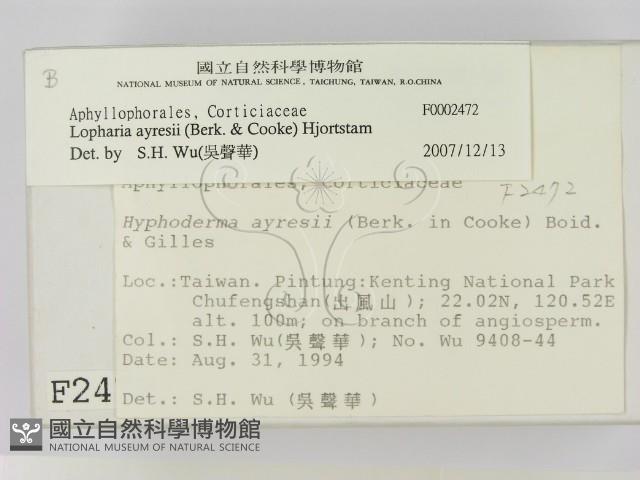 B
國立自然科學博物館
NATIONAL MUSEUM OF NATURAL SCIENCE, TAICHUNG, TAIWAN, R.O.CHINA
Aphyllophorales, Corticiaceae F0002472
Lopharia ayresii (Berk. & Cooke) Hjortstam
Det. by S.H. Wu(吳聲華) 2007/12/13
Aphyllophorales, Corticiaceae F2472
Hyphoderma ayresii (Berk. in Cooke) Boid.
& Gilles
Loc.:Taiwan. Pintung:Kenting National Park
Chufengshan(出風山); 22.02N, 120.52E
alt. 100m; on branch of angiosperm.
Col.: S.H. Wu(吳聲華); No. Wu 9408-44
Date: Aug. 31, 1994
Det.: S.H. Wu (吳聲華)
F24
國立自然科學博物館
NATIONAL MUSEUM OF NATURAL SCIENCE